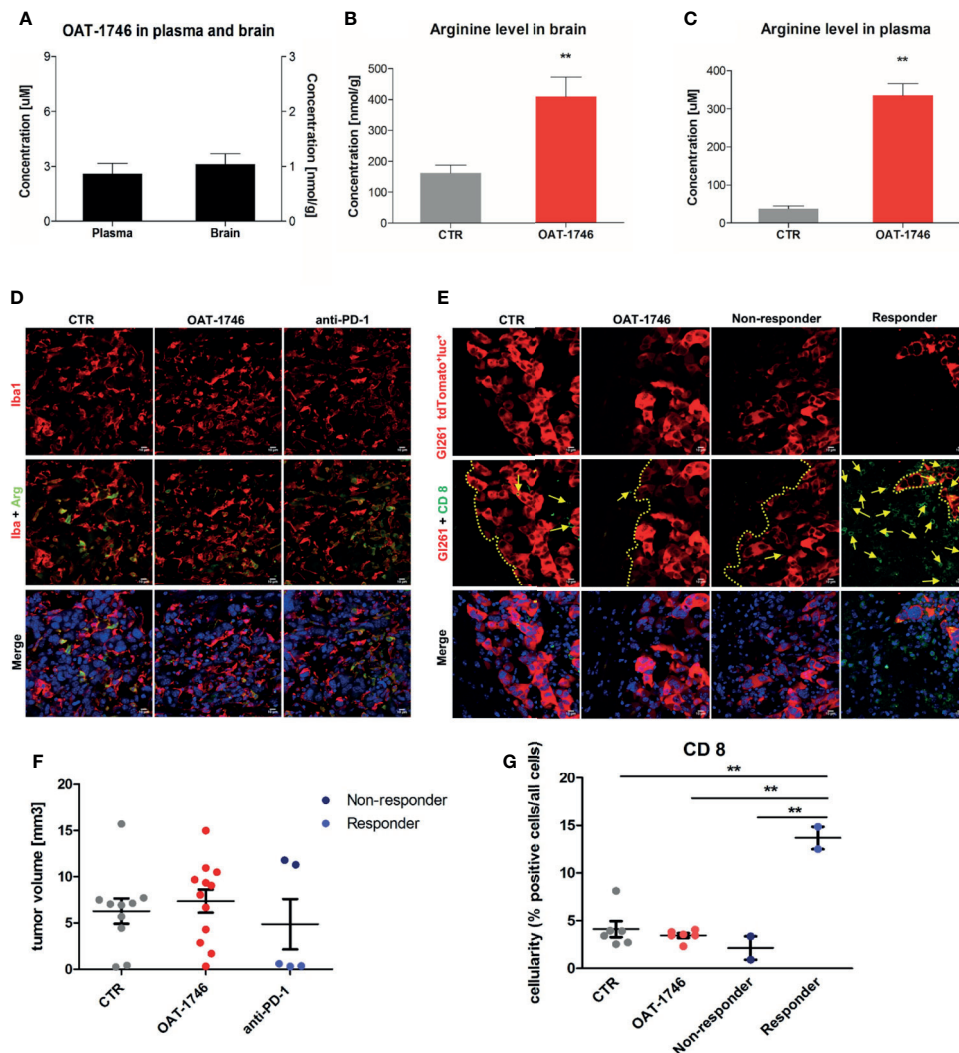 A
OAT-1746 in plasma and brain
Concentration [uM]
9
6
3
0
3
2
1
0
Concentration [nmol/g]
Plasma
Brain
B
Arginine level in brain
**
Concentration [nmol/g]
500
400
300
200
100
0
CTR
OAT-1746
C
Arginine level in plasma
**
Concentration [uM]
400
300
200
100
0
CTR
OAT-1746
D
CTR
OAT-1746
anti-PD-1
Iba1
Iba + Arg
Merge
E
CTR
OAT-1746
Non-responder
Responder
Gl261 tdTomato+luc+
Gl261 + CD 8
Merge
F
tumor volume [mm3]
20
15
10
5
0
CTR
OAT-1746
anti-PD-1
Non-responder
Responder
G
CD 8
**
**
**
cellularity (% positive cells/all cells)
20
15
10
5
0
CTR
OAT-1746
Non-responder
Responder